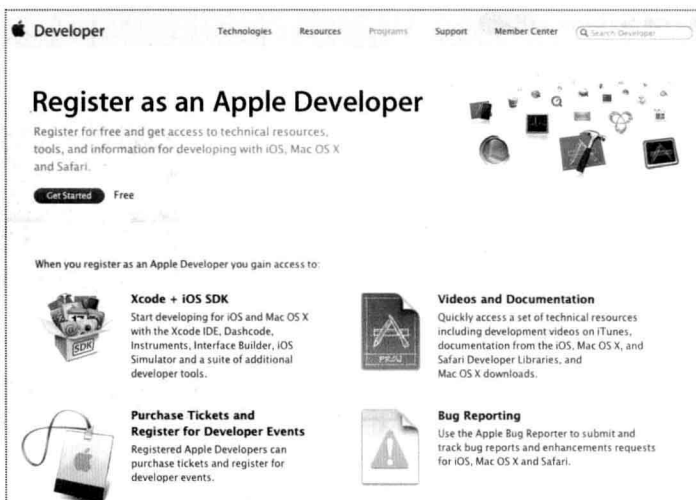 Developer
Technologies Resources Programs Support Member Center Search Developer
Register as an Apple Developer
Register for free and get access to technical resources,
tools, and information for developing with iOS, Mac OS X
and Safari.
Get Started Free
When you register as an Apple Developer you gain access to:
Xcode + iOS SDK
Start developing for iOS and Mac OS X
with the Xcode IDE, Dashcode,
Instruments, Interface Builder, iOS
Simulator and a suite of additional
developer tools.
SDK
17
Videos and Documentation
Quickly access a set of technical resources
including development videos on iTunes,
documentation from the iOS, Mac OS X, and
Safari Developer Libraries, and
Mac OS X downloads.
PROJ
Purchase Tickets and
Register for Developer Events
Registered Apple Developers can
purchase tickets and register for
developer events.
Bug Reporting
Use the Apple Bug Reporter to submit and
track bug reports and enhancements requests
for iOS, Mac OS X and Safari.